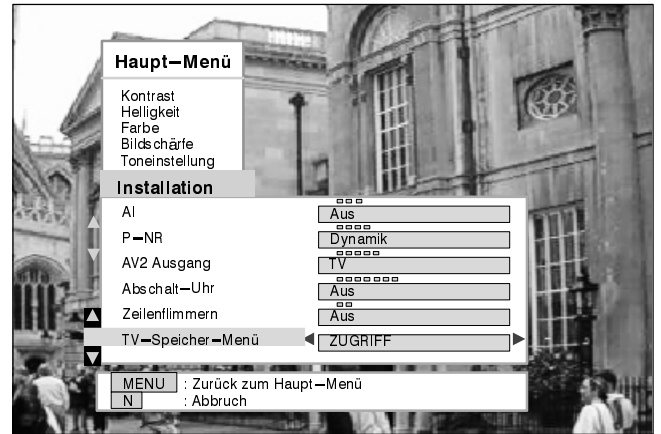 Haupt–Menü
Kontrast
Helligkeit
Farbe
Bildschärfe
Toneinstellung
Installation
AI Aus
P–NR Dynamik
AV2 Ausgang TV
Abschalt–Uhr Aus
Zeilenflimmern Aus
TV–Speicher–Menü ZUGRIFF
MENU : Zurück zum Haupt–Menü
N : Abbruch